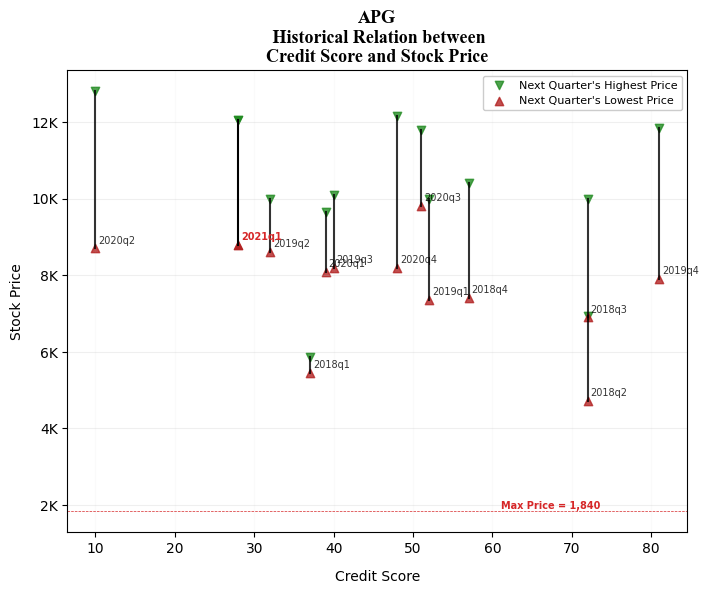 APG
Historical Relation between
Credit Score and Stock Price
Next Quarter's Highest Price
Next Quarter's Lowest Price
12K
10K
8K
6K
4K
2K
Stock Price
2020q2
2021q1
2019q2
2018q1
2020q1
2019q3
2020q4
2020q3
2019q1
2018q4
2018q3
2018q2
2019q4
Max Price = 1,840
10 20 30 40 50 60 70 80
Credit Score